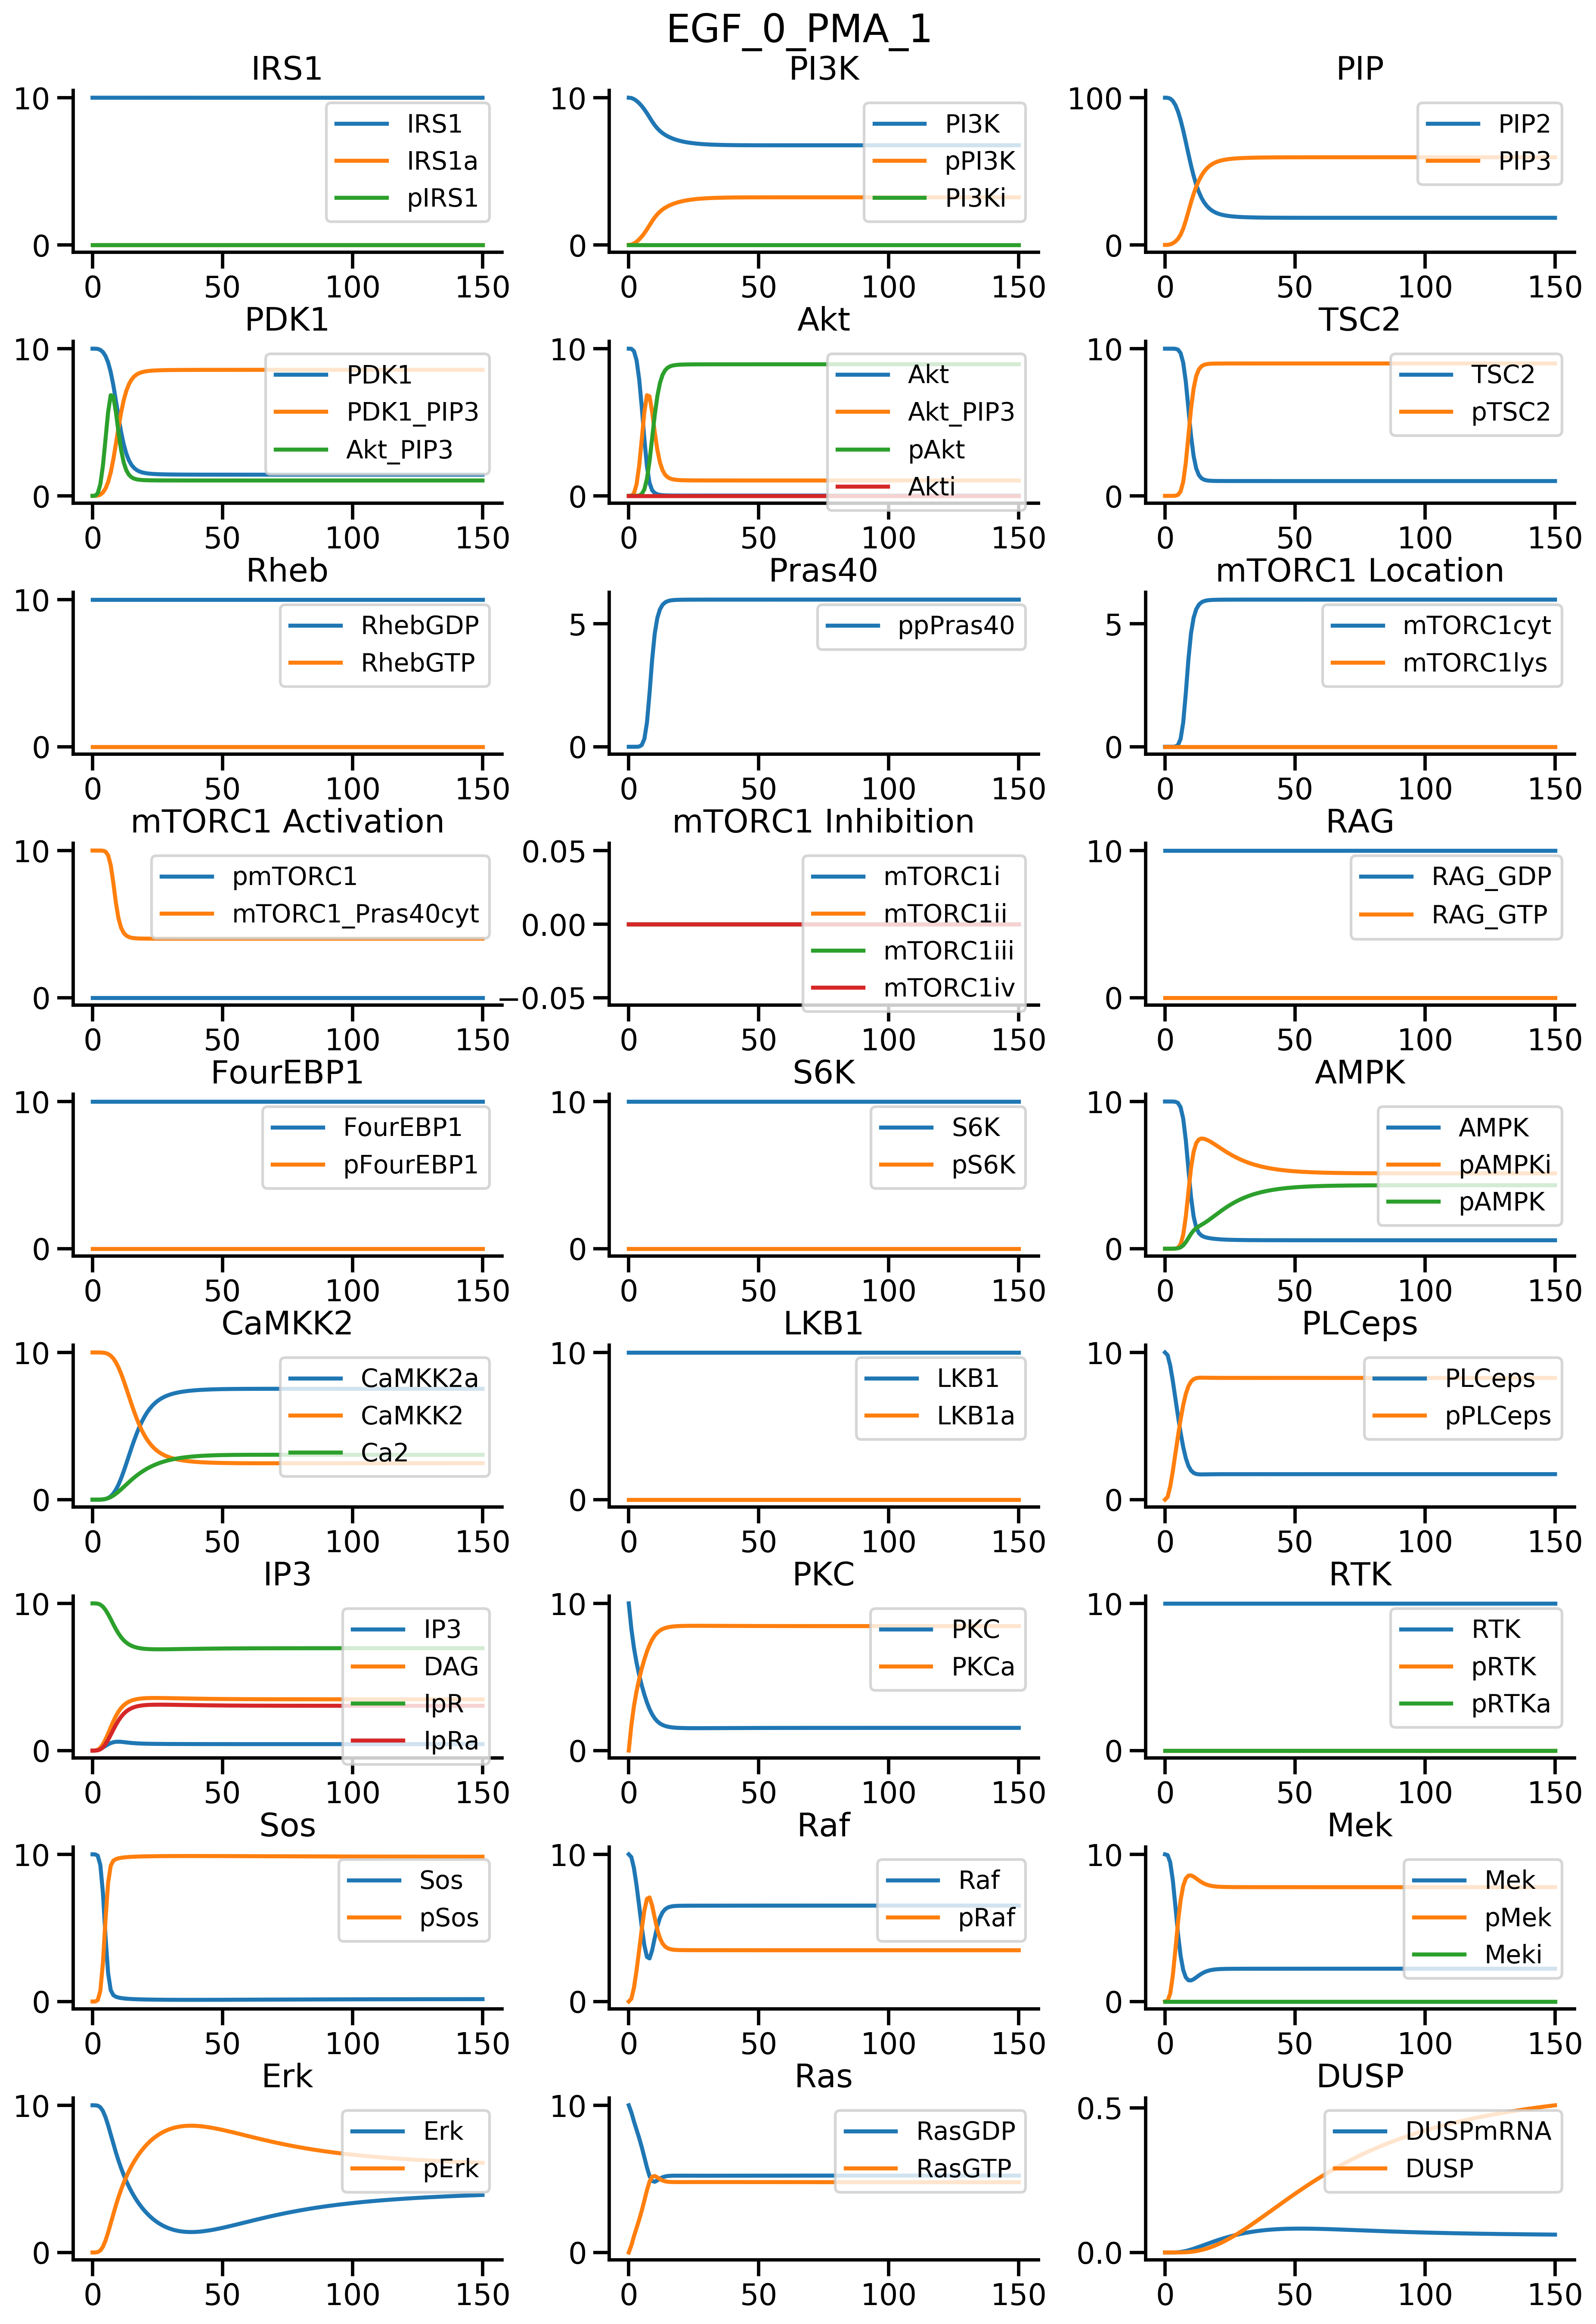 EGF_0_PMA_1
IRS1
10
0
0 50 100 150
IRS1
IRS1a
pIRS1
PI3K
10
0
0 50 100 150
PI3K
pPI3K
PI3Ki
PIP
100
0
0 50 100 150
PIP2
PIP3
PDK1
10
0
0 50 100 150
PDK1
PDK1_PIP3
Akt_PIP3
Akt
10
0
0 50 100 150
Akt
Akt_PIP3
pAkt
Akti
TSC2
10
0
0 50 100 150
TSC2
pTSC2
Rheb
10
0
0 50 100 150
RhebGDP
RhebGTP
Pras40
5
0
0 50 100 150
ppPras40
mTORC1 Location
5
0
0 50 100 150
mTORC1cyt
mTORC1lys
mTORC1 Activation
10
0
0 50 100 150
pmTORC1
mTORC1_Pras40cyt
mTORC1 Inhibition
0.05
0.00
−0.05
0 50 100 150
mTORC1i
mTORC1ii
mTORC1iii
mTORC1iv
RAG
10
0
0 50 100 150
RAG_GDP
RAG_GTP
FourEBP1
10
0
0 50 100 150
FourEBP1
pFourEBP1
S6K
10
0
0 50 100 150
S6K
pS6K
AMPK
10
0
0 50 100 150
AMPK
pAMPKi
pAMPK
CaMKK2
10
0
0 50 100 150
CaMKK2a
CaMKK2
Ca2
LKB1
10
0
0 50 100 150
LKB1
LKB1a
PLCeps
10
0
0 50 100 150
PLCeps
pPLCeps
IP3
10
0
0 50 100 150
IP3
DAG
IpR
IpRa
PKC
10
0
0 50 100 150
PKC
PKCa
RTK
10
0
0 50 100 150
RTK
pRTK
pRTKa
Sos
10
0
0 50 100 150
Sos
pSos
Raf
10
0
0 50 100 150
Raf
pRaf
Mek
10
0
0 50 100 150
Mek
pMek
Meki
Erk
10
0
0 50 100 150
Erk
pErk
Ras
10
0
0 50 100 150
RasGDP
RasGTP
DUSP
0.5
0.0
0 50 100 150
DUSPmRNA
DUSP